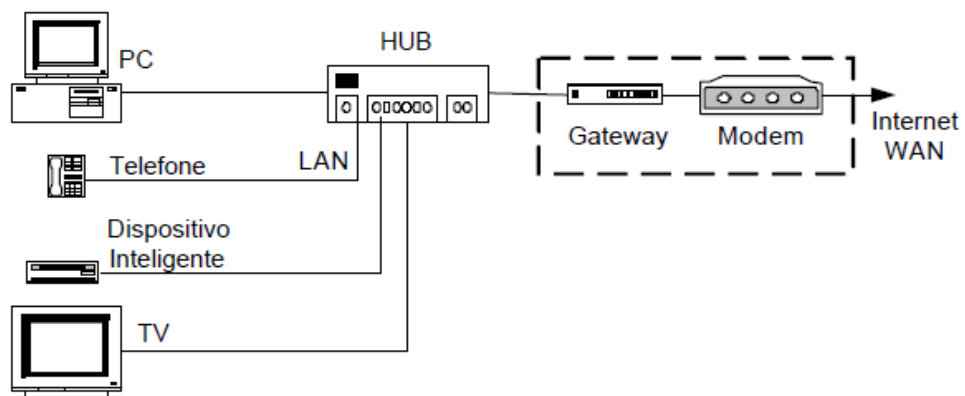 HUB
PC
Gateway
Modem
Internet
WAN
Telefone
LAN
Dispositivo
Inteligente
TV